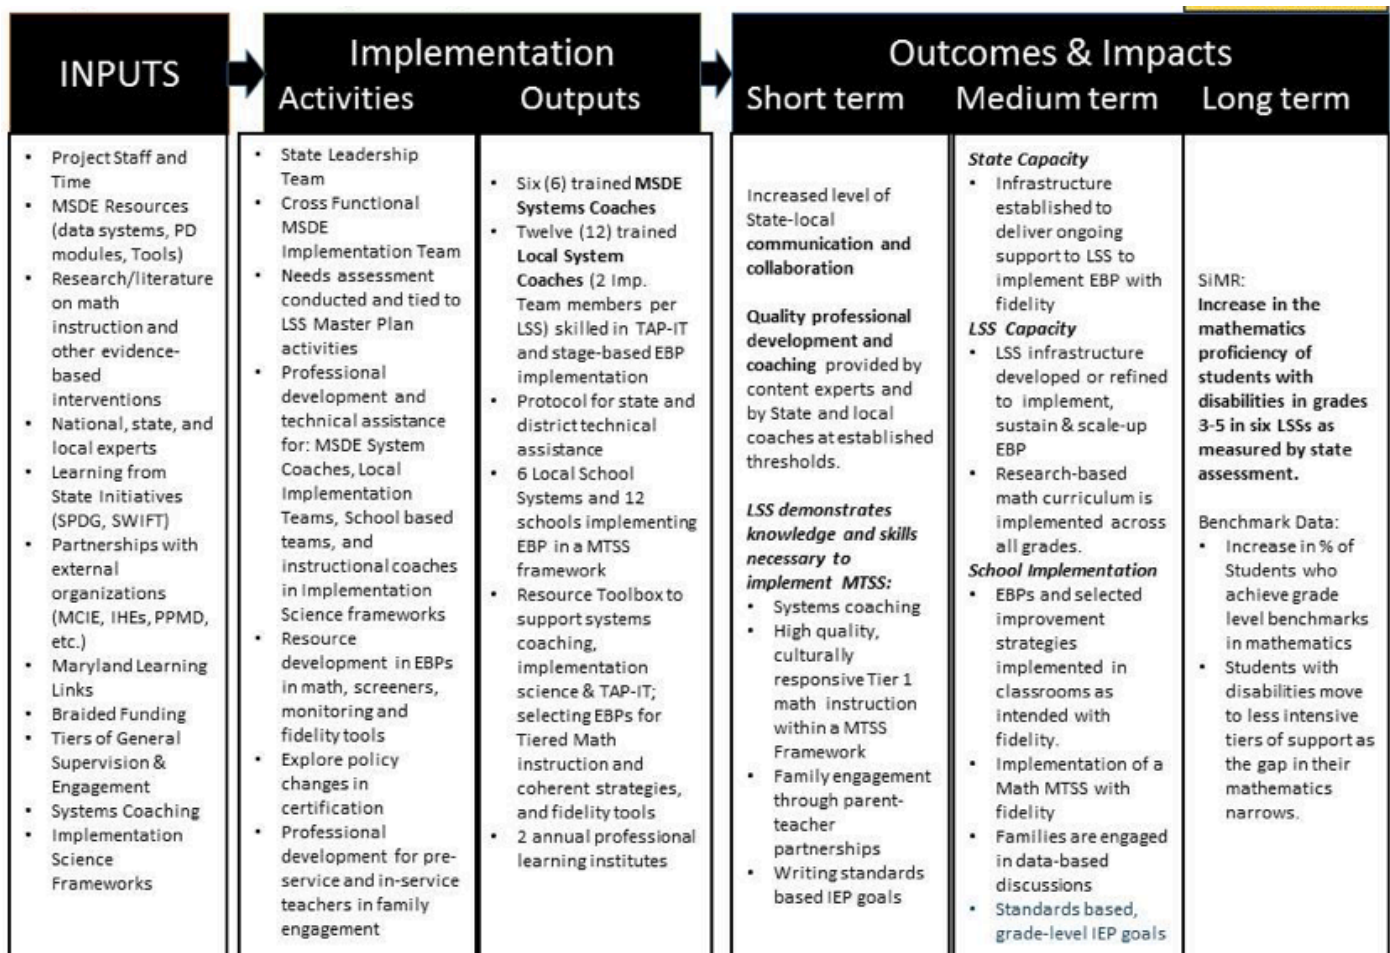 INPUTS
Implementation
Activities
Outputs
Outcomes & Impacts
Short term
Medium term
Long term
• Project Staff and
Time
• MSDE Resources
(data systems, PD
modules, Tools)
• Research/literature
on math
instruction and
other evidence-
based
interventions
• National, state, and
local experts
• Learning from
State Initiatives
(SPDG, SWIFT)
• Partnerships with
external
organizations
(MCIE, IHEs, PPMD,
etc.)
• Maryland Learning
Links
• Braided Funding
• Tiers of General
Supervision &
Engagement
• Systems Coaching
• Implementation
Science
Frameworks
• State Leadership
Team
• Cross Functional
MSDE
Implementation Team
• Needs assessment
conducted and tied to
LSS Master Plan
activities
• Professional
development and
technical assistance
for: MSDE System
Coaches, Local
Implementation
Teams, School based
teams, and
instructional coaches
in Implementation
Science frameworks
• Resource
development in EBPs
in math, screeners,
monitoring and
fidelity tools
• Explore policy
changes in
certification
• Professional
development for pre-
service and in-service
teachers in family
engagement
• Six (6) trained MSDE
Systems Coaches
• Twelve (12) trained
Local System
Coaches (2 Imp.
Team members per
LSS) skilled in TAP-IT
and stage-based EBP
implementation
• Protocol for state and
district technical
assistance
• 6 Local School
Systems and 12
schools implementing
EBP in a MTSS
framework
• Resource Toolbox to
support systems
coaching,
implementation
science & TAP-IT;
selecting EBPs for
Tiered Math
instruction and
coherent strategies,
and fidelity tools
• 2 annual professional
learning institutes
Increased level of
State-local
communication and
collaboration
Quality professional
development and
coaching provided by
content experts and
by State and local
coaches at established
thresholds.
LSS demonstrates
knowledge and skills
necessary to
implement MTSS:
• Systems coaching
• High quality,
culturally
responsive Tier 1
math instruction
within a MTSS
Framework
• Family engagement
through parent-
teacher
partnerships
• Writing standards
based IEP goals
State Capacity
• Infrastructure
established to
deliver ongoing
support to LSS to
implement EBP with
fidelity
LSS Capacity
• LSS infrastructure
developed or refined
to implement,
sustain & scale-up
EBP
• Research-based
math curriculum is
implemented across
all grades.
School Implementation
• EBPs and selected
improvement
strategies
implemented in
classrooms as
intended with
fidelity.
• Implementation of a
Math MTSS with
fidelity
• Families are engaged
in data-based
discussions
• Standards based,
grade-level IEP goals
SiMR:
Increase in the
mathematics
proficiency of
students with
disabilities in grades
3-5 in six LSSs as
measured by state
assessment.
Benchmark Data:
• Increase in % of
Students who
achieve grade
level benchmarks
in mathematics
• Students with
disabilities move
to less intensive
tiers of support as
the gap in their
mathematics
narrows.